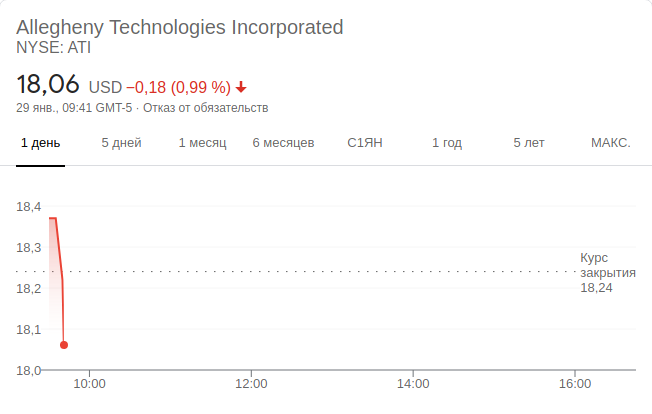 Allegheny Technologies Incorporated
NYSE: ATI
18,06 USD −0,18 (0,99 %)
29 янв., 09:41 GMT-5 · Отказ от обязательств
1 день 5 дней 1 месяц 6 месяцев С1ЯН 1 год 5 лет МАКС.
18,4
18,3
Курс
закрытия
18,24
18,2
18,1
18,0
10:00 12:00 14:00 16:00